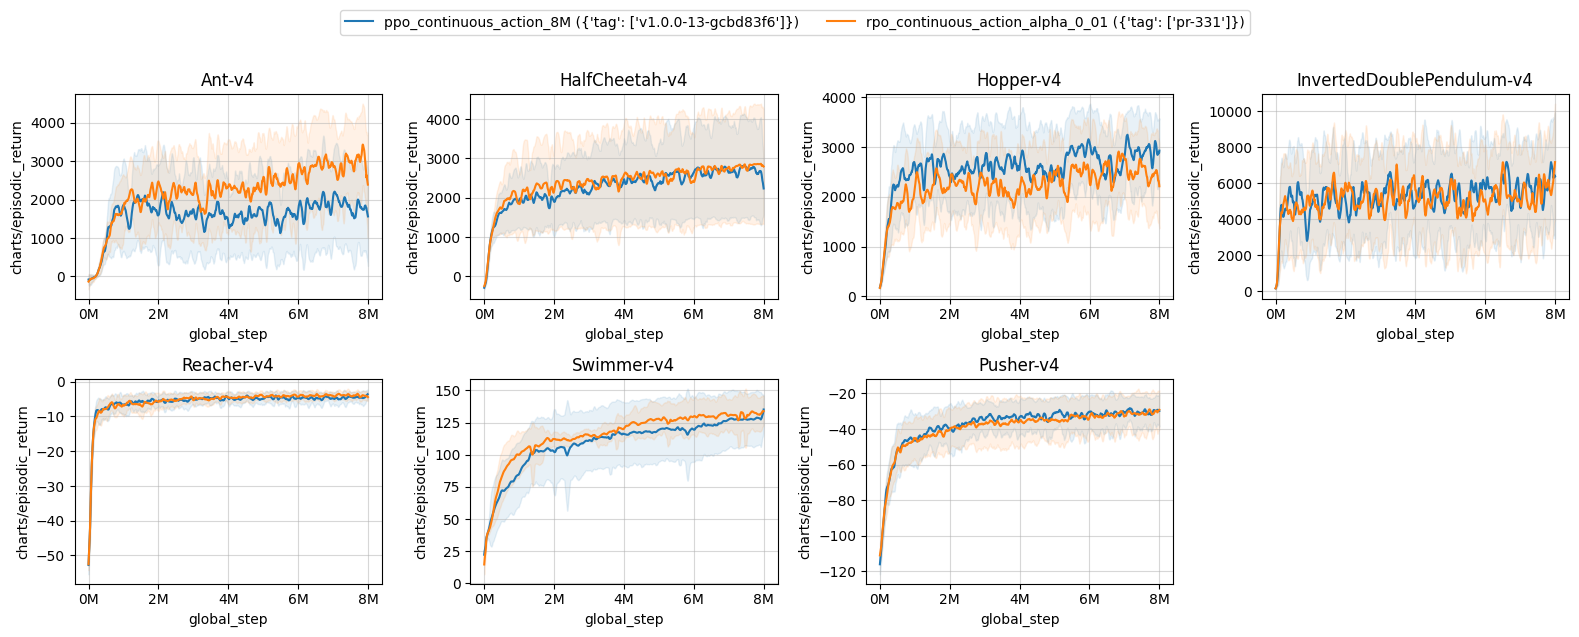 ppo_continuous_action_8M ({'tag': ['v1.0.0-13-gcbd83f6']})
rpo_continuous_action_alpha_0_01 ({'tag': ['pr-331']})
Ant-v4
charts/episodic_return
4000
3000
2000
1000
0
0M 2M 4M 6M 8M
global_step
HalfCheetah-v4
charts/episodic_return
4000
3000
2000
1000
0
0M 2M 4M 6M 8M
global_step
Hopper-v4
charts/episodic_return
4000
3000
2000
1000
0
0M 2M 4M 6M 8M
global_step
InvertedDoublePendulum-v4
charts/episodic_return
10000
8000
6000
4000
2000
0
0M 2M 4M 6M 8M
global_step
Reacher-v4
charts/episodic_return
0
−10
−20
−30
−40
−50
0M 2M 4M 6M 8M
global_step
Swimmer-v4
charts/episodic_return
150
125
100
75
50
25
0
0M 2M 4M 6M 8M
global_step
Pusher-v4
charts/episodic_return
−20
−40
−60
−80
−100
−120
0M 2M 4M 6M 8M
global_step